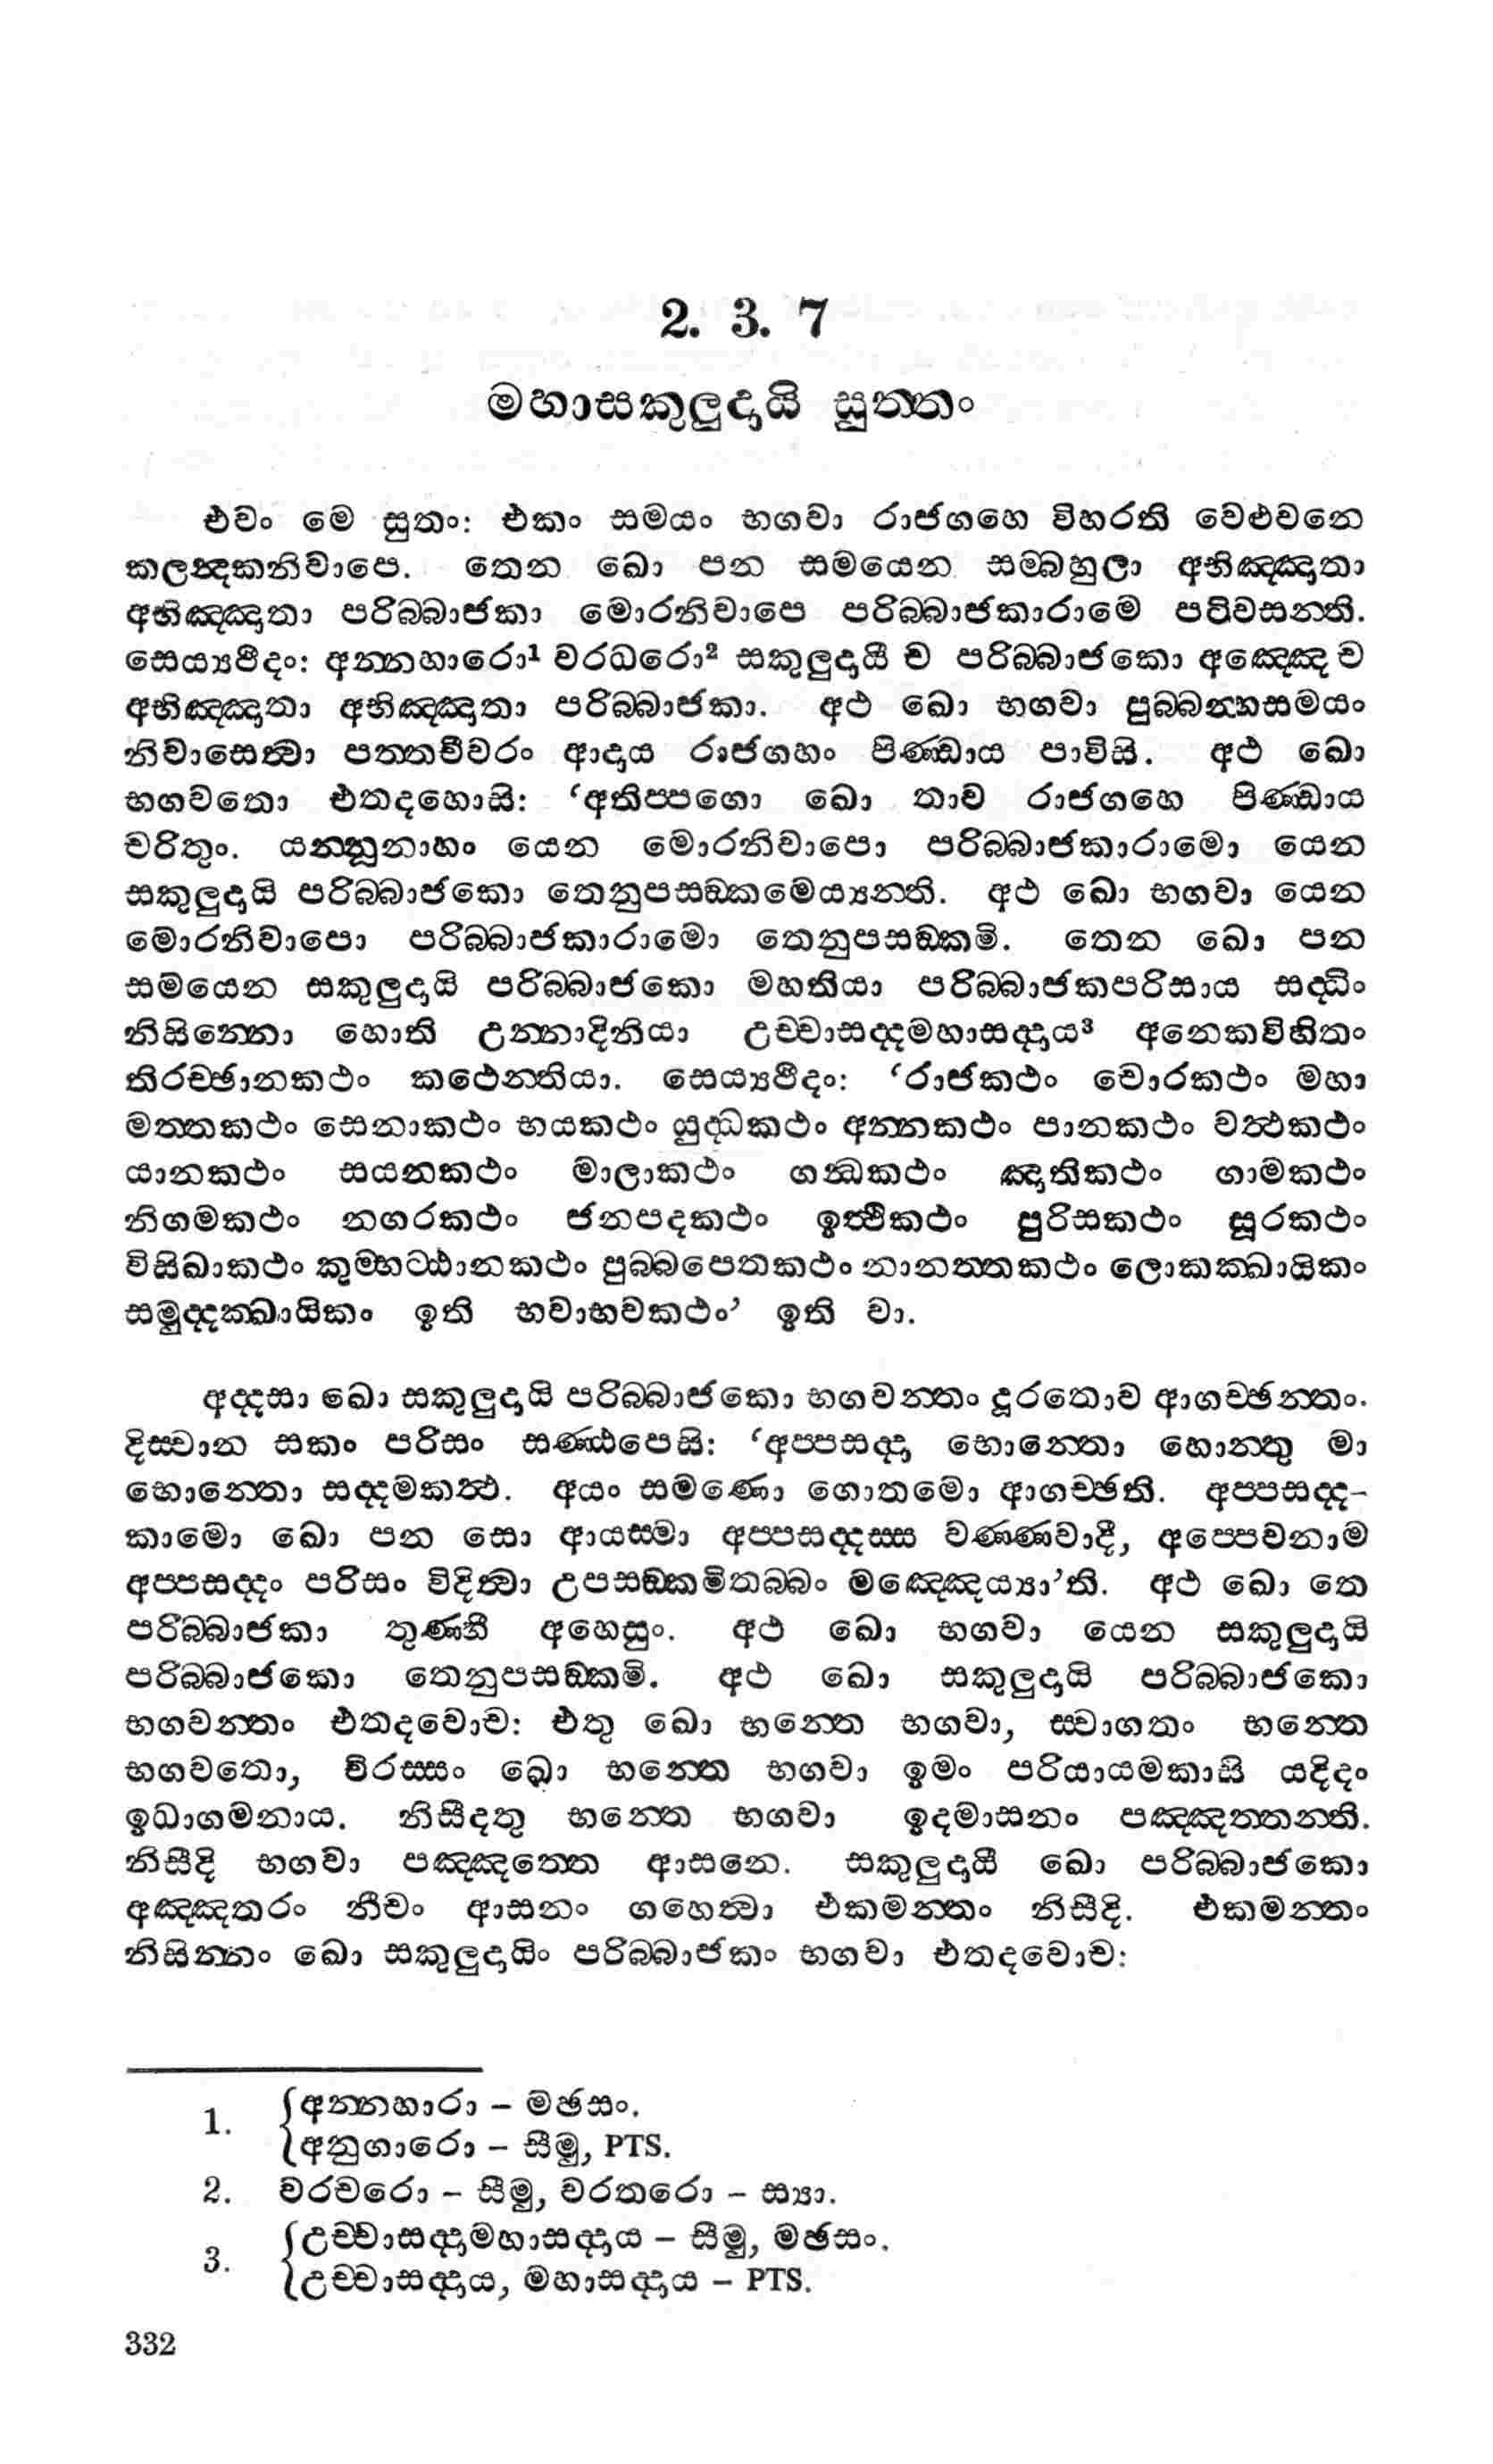 2. 3. 7
මහාසකුලුදායි සුත්තං
එවං මෙ සුතං: එකං සමයං භගවා රාජගහෙ විහරති වෙළුවනෙ
කලන්දකනිවාපෙ. තෙන ඛො පන සමයෙන සම්බහුලා අභිඤ්ඤාතා
අභිඤ්ඤාතා පරිබ්බාජකා මොරනිවාපෙ පරිබ්බාජකාරාමෙ පටිවසන්ති.
සෙය්‍යථීදං: අන්නහාරො¹ වරධරො² සකුලුදායී ච පරිබ්බාජකො අඤ්ඤෙ ච
අභිඤ්ඤාතා අභිඤ්ඤාතා පරිබ්බාජකා. අථ ඛො භගවා පුබ්බන්හසමයං
නිවාසෙත්වා පත්තචීවරං ආදාය රාජගහං පිණ්ඩාය පාවිසි. අථ ඛො
භගවතො එතදහොසි: ‘අතිප්පගො ඛො තාව රාජගහෙ පිණ්ඩාය
චරිතුං. යන්නූනාහං යෙන මොරනිවාපො පරිබ්බාජකාරාමො යෙන
සකුලුදායි පරිබ්බාජකො තෙනුපසඞ්කමෙය්‍යන්ති. අථ ඛො භගවා යෙන
මොරනිවාපො පරිබ්බාජකාරාමො තෙනුපසඞ්කමි. තෙන ඛො පන
සමයෙන සකුලුදායි පරිබ්බාජකො මහතියා පරිබ්බාජකපරිසාය සද්ධිං
නිසින්නො හොති උන්නාදිනියා උච්චාසද්දමහාසද්දාය³ අනෙකවිහිතං
තිරච්ඡානකථං කථෙන්තියා. සෙය්‍යථීදං: ‘රාජකථං චොරකථං මහා
මත්තකථං සෙනාකථං භයකථං යුද්ධකථං අන්නකථං පානකථං වත්ථකථං
යානකථං සයනකථං මාලාකථං ගන්ධකථං ඤාතිකථං ගාමකථං
නිගමකථං නගරකථං ජනපදකථං ඉත්ථිකථං පුරිසකථං සූරකථං
විසිඛාකථං කුම්භට්ඨානකථං පුබ්බපෙතකථං නානත්තකථං ලොකක්ඛායිකං
සමුද්දක්ඛායිකං ඉති භවාභවකථං’ ඉති වා.
අද්දසා ඛො සකුලුදායි පරිබ්බාජකො භගවන්තං දූරතොව ආගච්ඡන්තං.
දිස්වාන සකං පරිසං සණ්ඨපෙසි: ‘අප්පසද්දා භොන්තො හොන්තු මා
භොන්තො සද්දමකත්ථ. අයං සමණො ගොතමො ආගච්ඡති. අප්පසද්ද-
කාමො ඛො පන සො ආයස්මා අප්පසද්දස්ස වණ්ණවාදී, අප්පෙවනාම
අප්පසද්දං පරිසං විදිත්වා උපසඞ්කමිතබ්බං මඤ්ඤෙය්‍යා’ති. අථ ඛො තෙ
පරිබ්බාජකා තුණ්හී අහෙසුං. අථ ඛො භගවා යෙන සකුලුදායි
පරිබ්බාජකො තෙනුපසඞ්කමි. අථ ඛො සකුලුදායි පරිබ්බාජකො
භගවන්තං එතදවොච: එතු ඛො භන්තෙ භගවා, ස්වාගතං භන්තෙ
භගවතො, චිරස්සං ඛො භන්තෙ භගවා ඉමං පරියායමකාසි යදිදං
ඉධාගමනාය. නිසීදතු භන්තෙ භගවා ඉදමාසනං පඤ්ඤත්තන්ති.
නිසීදි භගවා පඤ්ඤත්තෙ ආසනෙ. සකුලුදායී ඛො පරිබ්බාජකො
අඤ්ඤතරං නීචං ආසනං ගහෙත්වා එකමන්තං නිසීදි. එකමන්තං
නිසින්නං ඛො සකුලුදායිං පරිබ්බාජකං භගවා එතදවොච:
1. {අන්නහාරා – මඡසං.
{අනුගාරො – සීමු, PTS.
2. වරචරො – සීමු, වරතරො – ස්‍යා.
3. {උච්චාසද්දාමහාසද්දාය – සීමු, මඡසං.
{උච්චාසද්දාය, මහාසද්දාය – PTS.
332